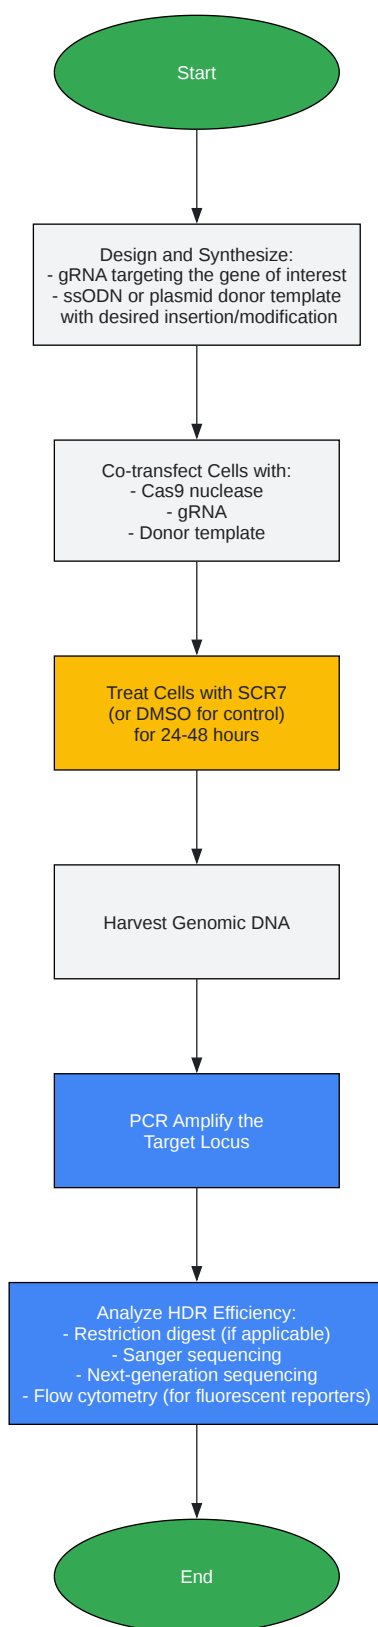 Start
Design and Synthesize:
- gRNA targeting the gene of interest
- ssODN or plasmid donor template
with desired insertion/modification
Co-transfect Cells with:
- Cas9 nuclease
- gRNA
- Donor template
Treat Cells with SCR7
(or DMSO for control)
for 24-48 hours
Harvest Genomic DNA
PCR Amplify the
Target Locus
Analyze HDR Efficiency:
- Restriction digest (if applicable)
- Sanger sequencing
- Next-generation sequencing
- Flow cytometry (for fluorescent reporters)
End